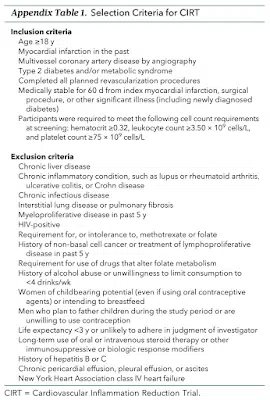 Appendix Table 1. Selection Criteria for CIRT
Inclusion criteria
Age ≥18 y
Myocardial infarction in the past
Multivessel coronary artery disease by angiography
Type 2 diabetes and/or metabolic syndrome
Completed all planned revascularization procedures
Medically stable for 60 d from index myocardial infarction, surgical
procedure, or other significant illness (including newly diagnosed
diabetes)
Participants were required to meet the following cell count requirements
at screening: hematocrit ≥0.32, leukocyte count ≥3.50 × 10⁹ cells/L,
and platelet count ≥75 × 10⁹ cells/L
Exclusion criteria
Chronic liver disease
Chronic inflammatory condition, such as lupus or rheumatoid arthritis,
ulcerative colitis, or Crohn disease
Chronic infectious disease
Interstitial lung disease or pulmonary fibrosis
Myeloproliferative disease in past 5 y
HIV-positive
Requirement for, or intolerance to, methotrexate or folate
History of non-basal cell cancer or treatment of lymphoproliferative
disease in past 5 y
Requirement for use of drugs that alter folate metabolism
History of alcohol abuse or unwillingness to limit consumption to
<4 drinks/wk
Women of childbearing potential (even if using oral contraceptive
agents) or intending to breastfeed
Men who plan to father children during the study period or are
unwilling to use contraception
Life expectancy <3 y or unlikely to adhere in judgment of investigator
Long-term use of oral or intravenous steroid therapy or other
immunosuppressive or biologic response modifiers
History of hepatitis B or C
Chronic pericardial effusion, pleural effusion, or ascites
New York Heart Association class IV heart failure
CIRT = Cardiovascular Inflammation Reduction Trial.